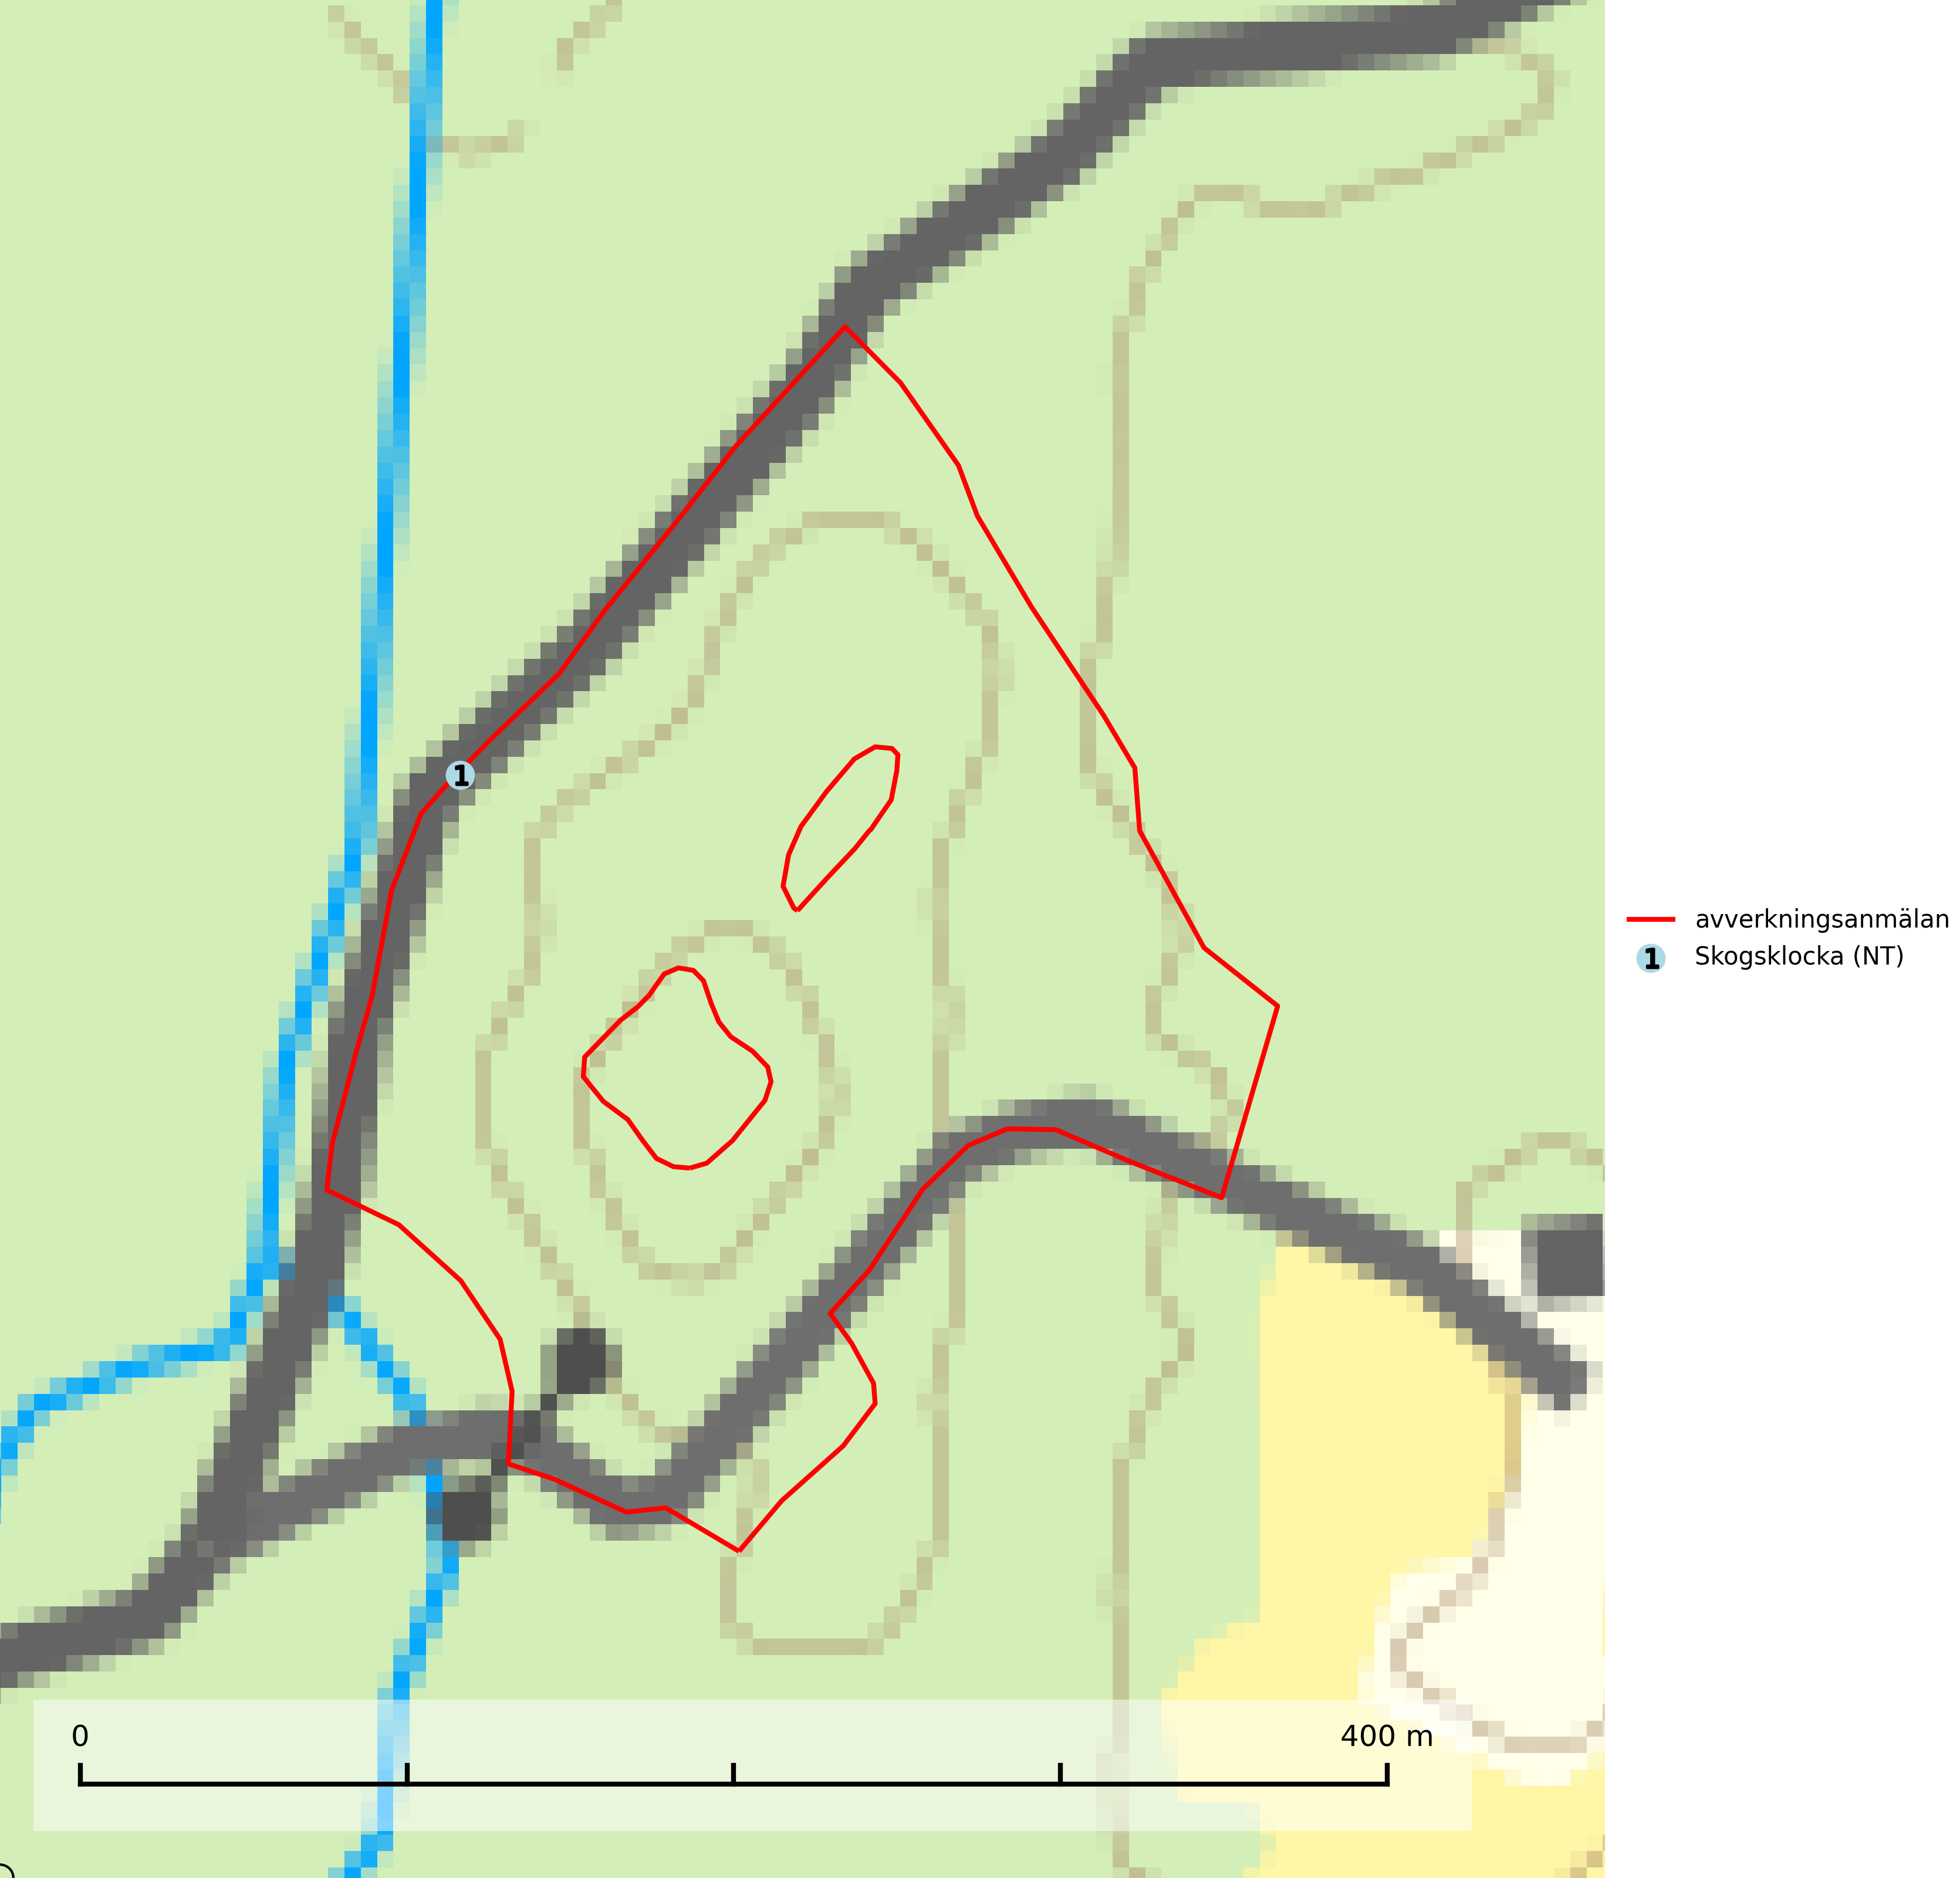 1
avverkningsanmälan
1 Skogsklocka (NT)
0 400 m